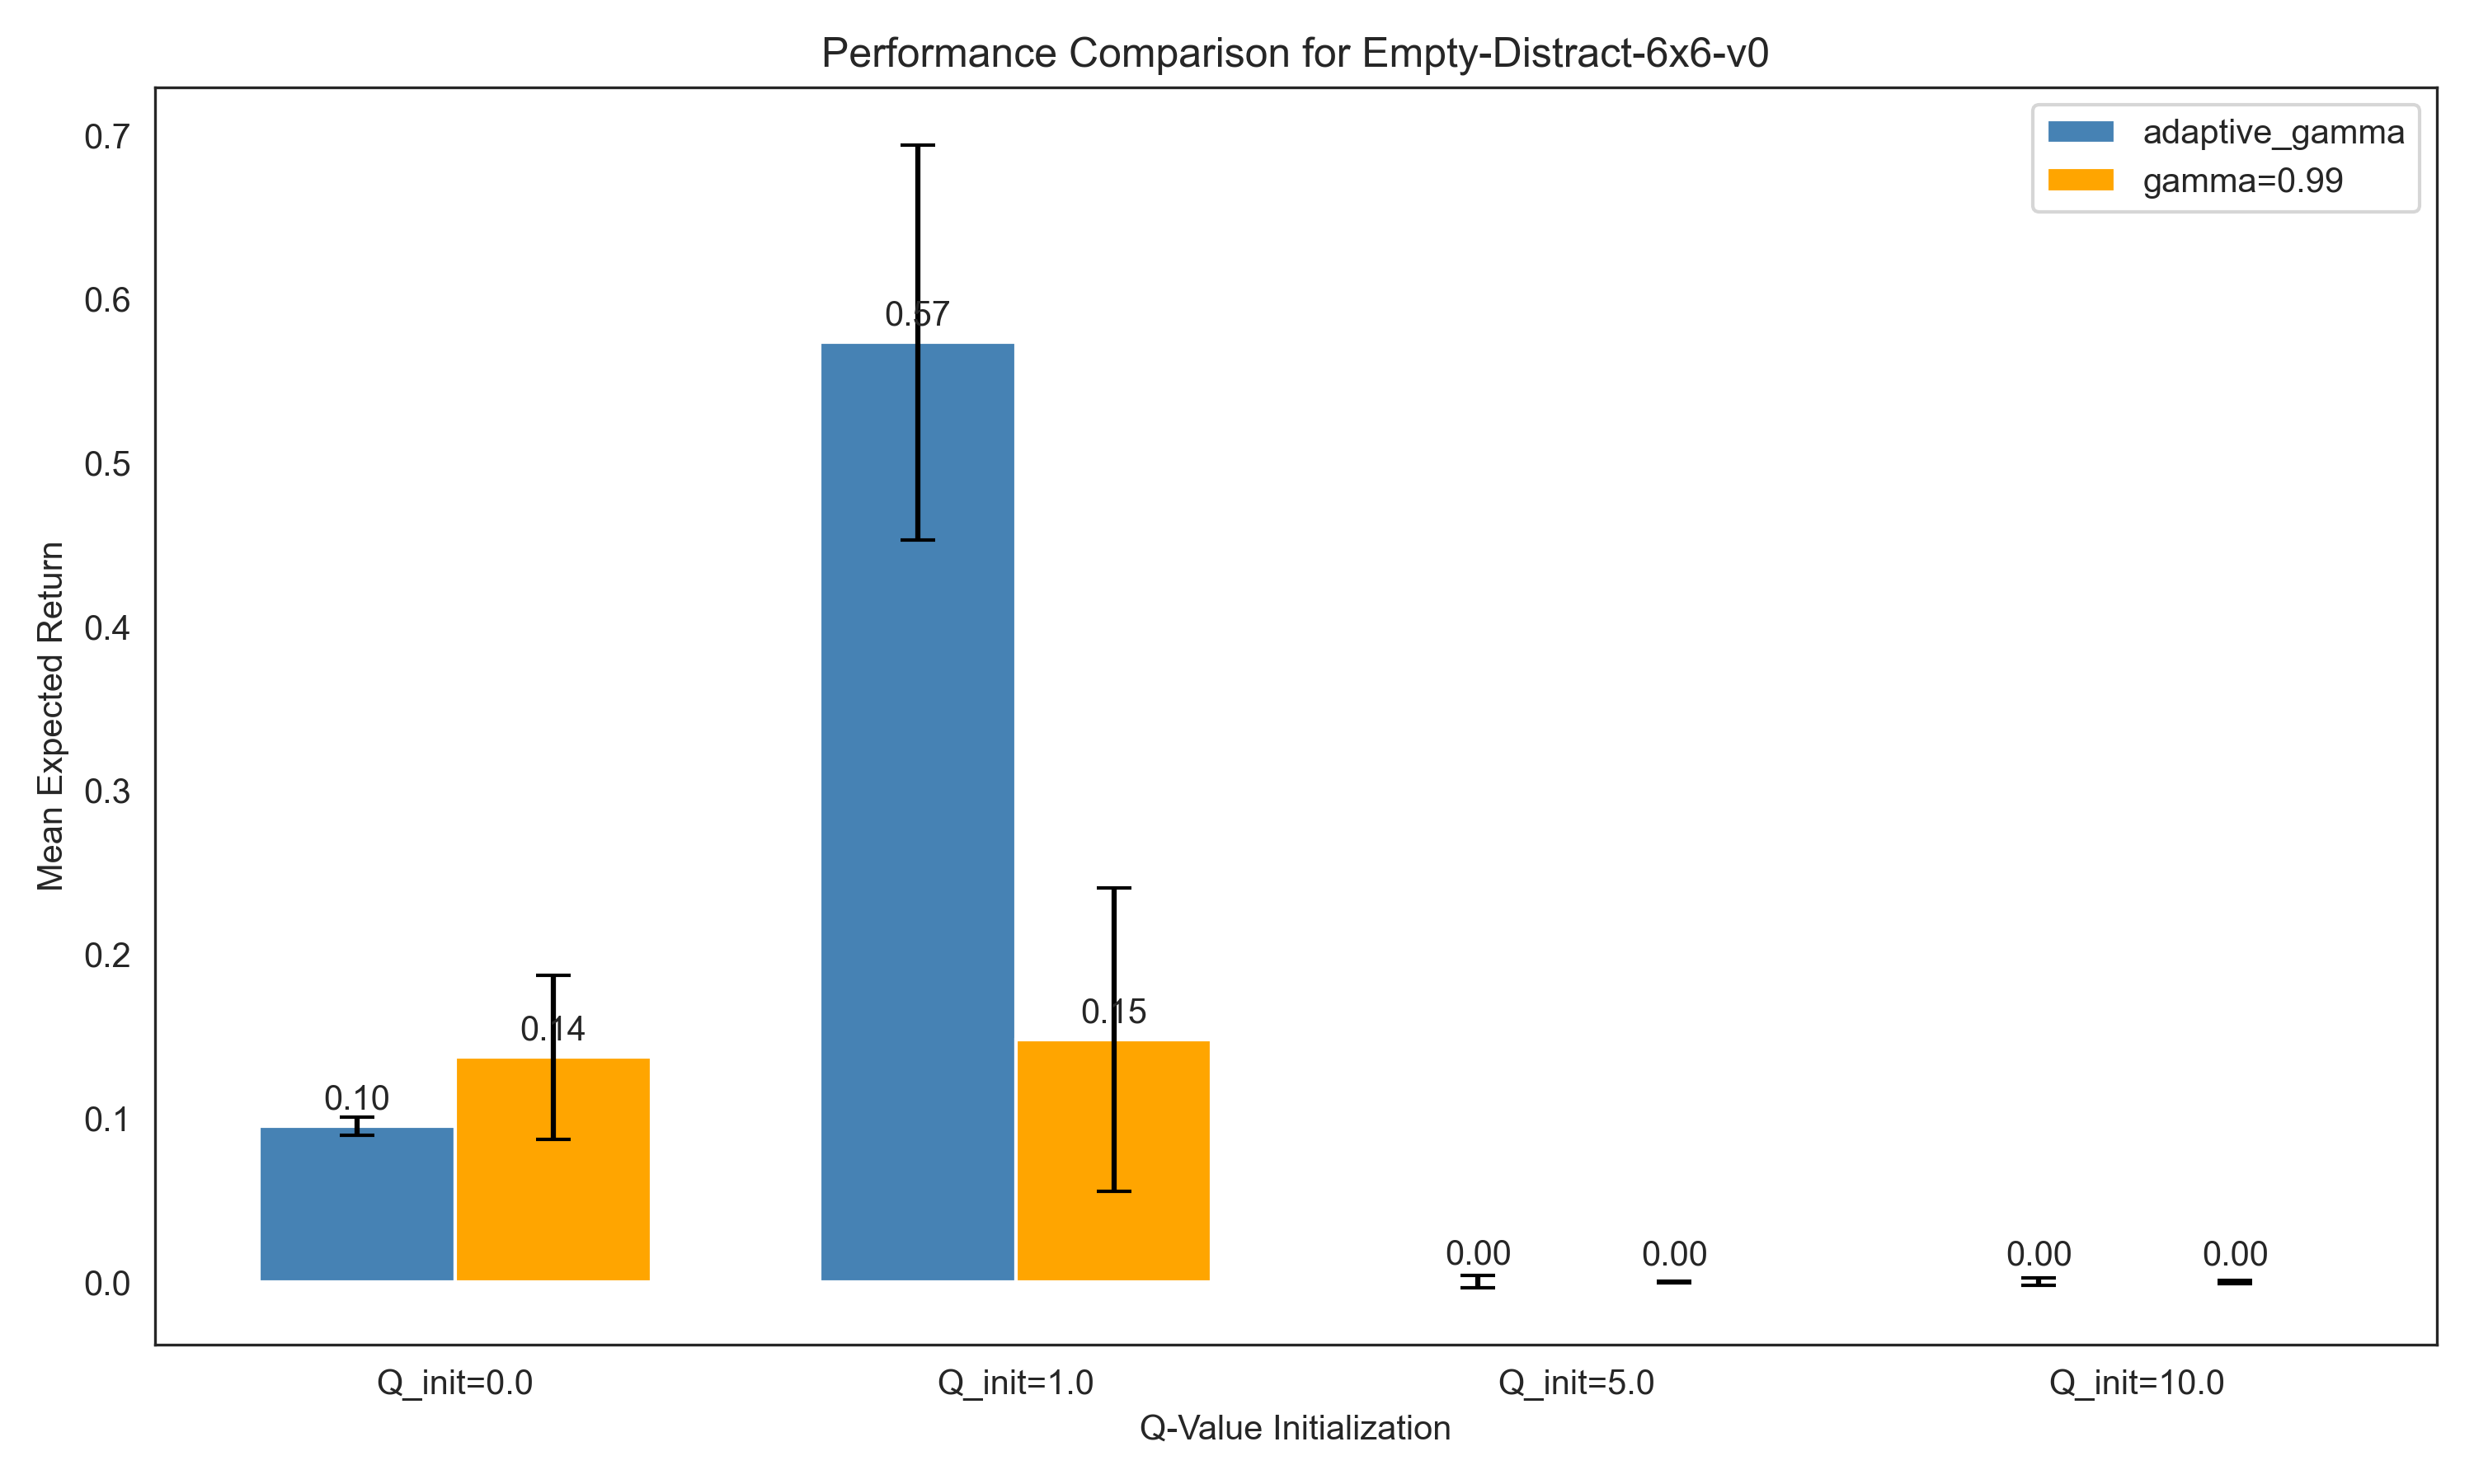 Performance Comparison for Empty-Distract-6x6-v0
adaptive_gamma
gamma=0.99
Mean Expected Return
0.7
0.6
0.5
0.4
0.3
0.2
0.1
0.0
0.10
0.14
0.57
0.15
0.00
0.00
0.00
0.00
Q_init=0.0
Q_init=1.0
Q_init=5.0
Q_init=10.0
Q-Value Initialization